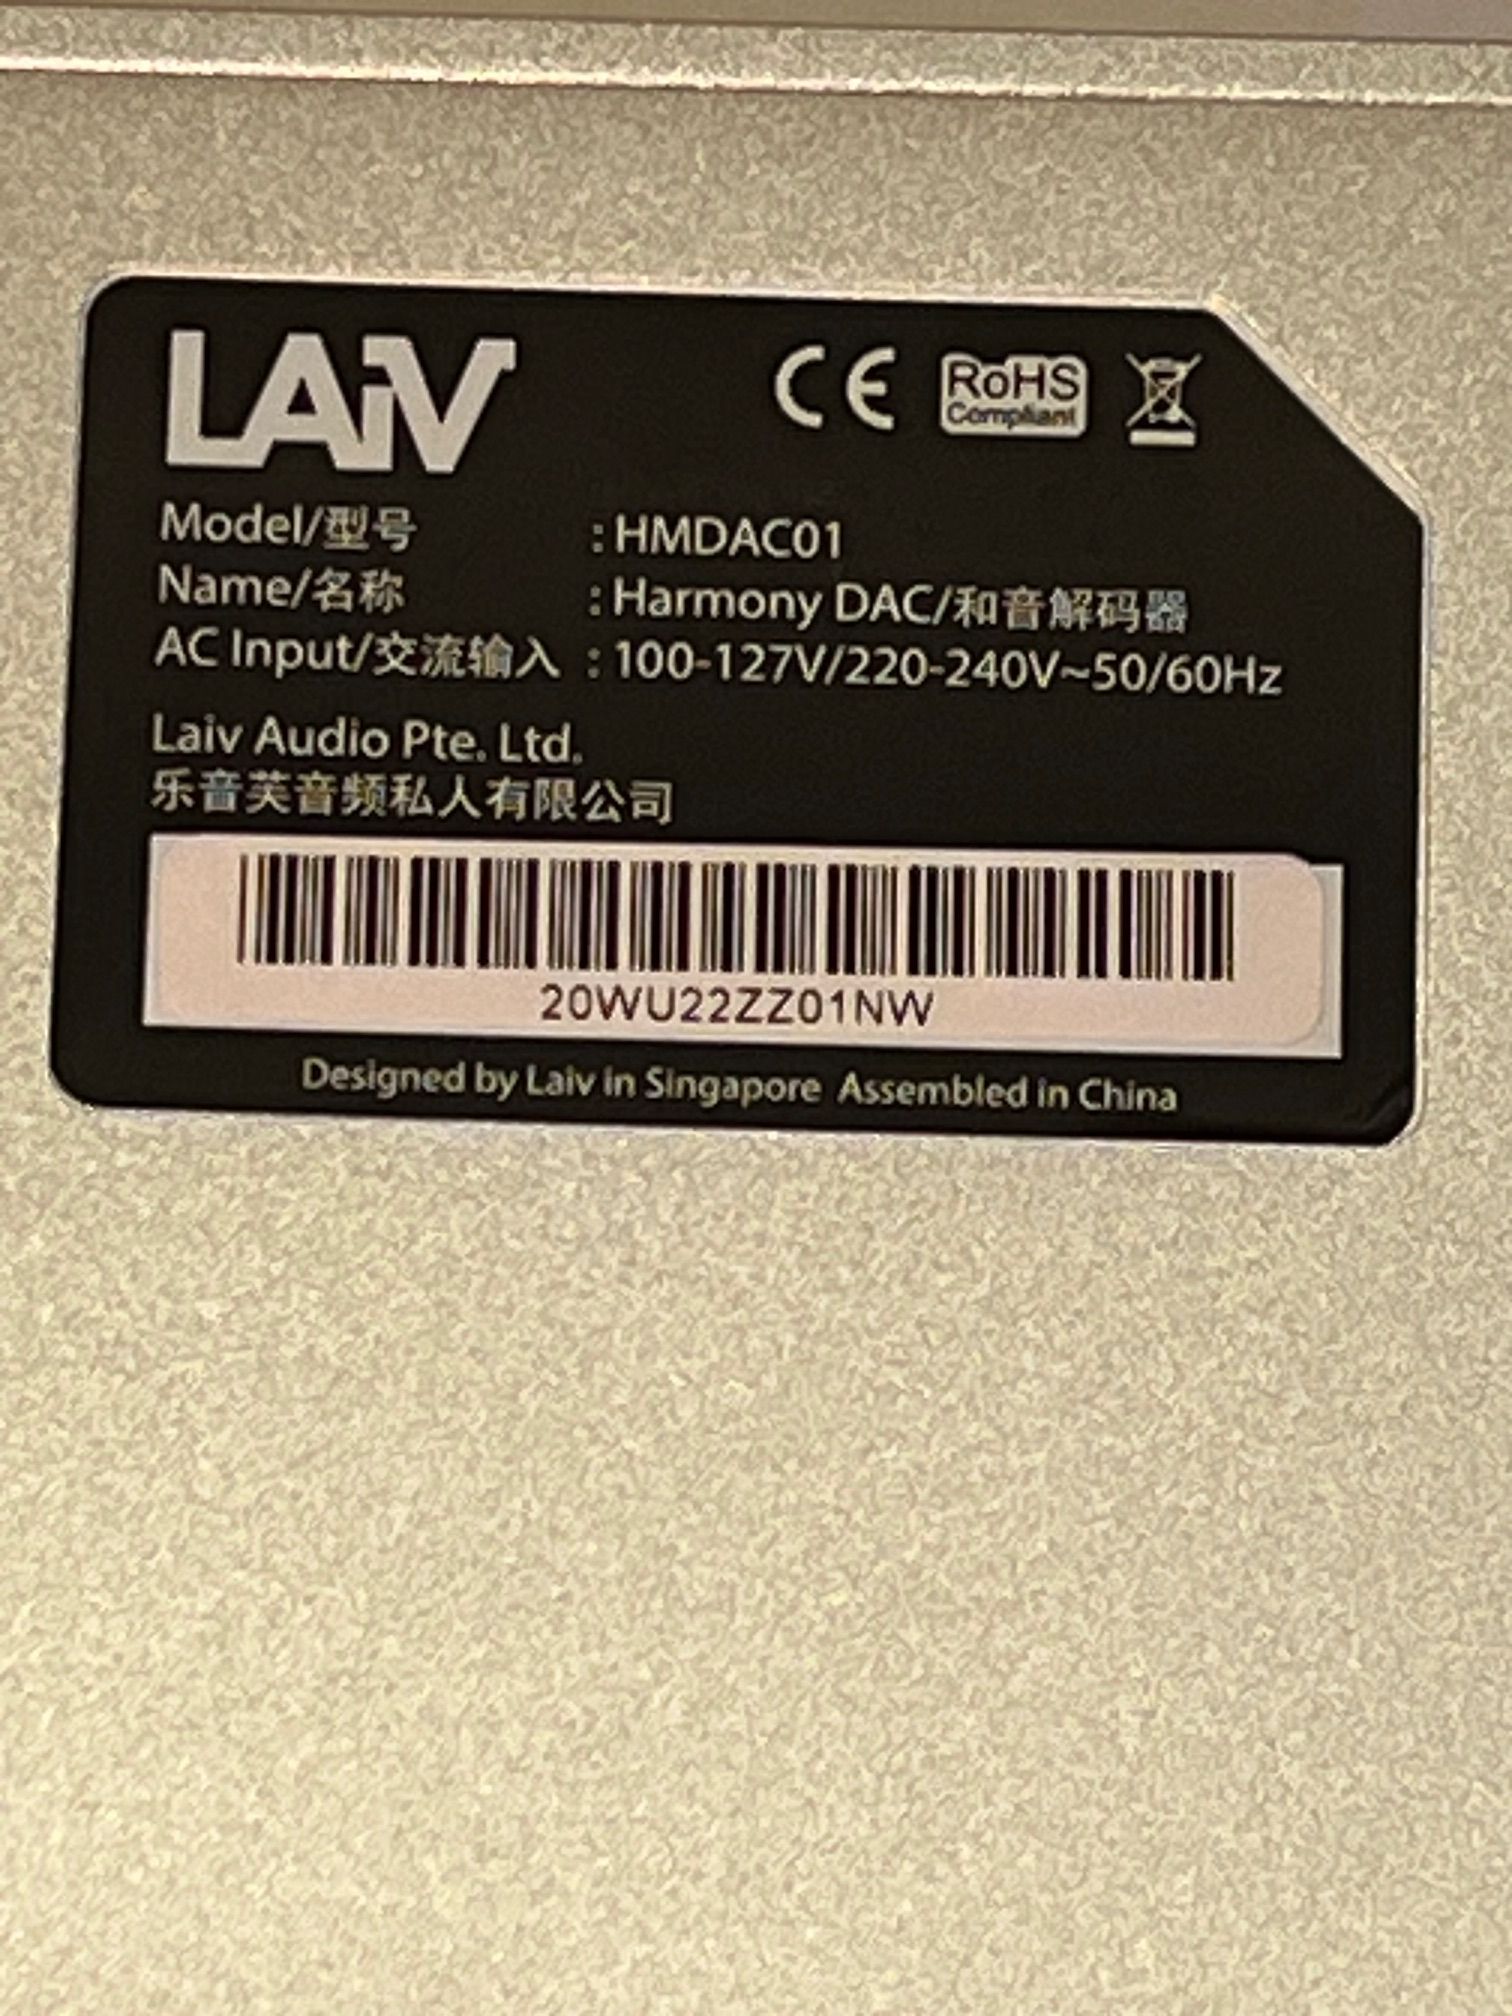 LAiV
CE RoHS
Compliant
Model/型号 : HMDAC01
Name/名称 : Harmony DAC/和音解码器
AC Input/交流输入 : 100-127V/220-240V~50/60Hz
Laiv Audio Pte. Ltd.
乐音芙音频私人有限公司
20WU22ZZ01NW
Designed by Laiv in Singapore Assembled in China